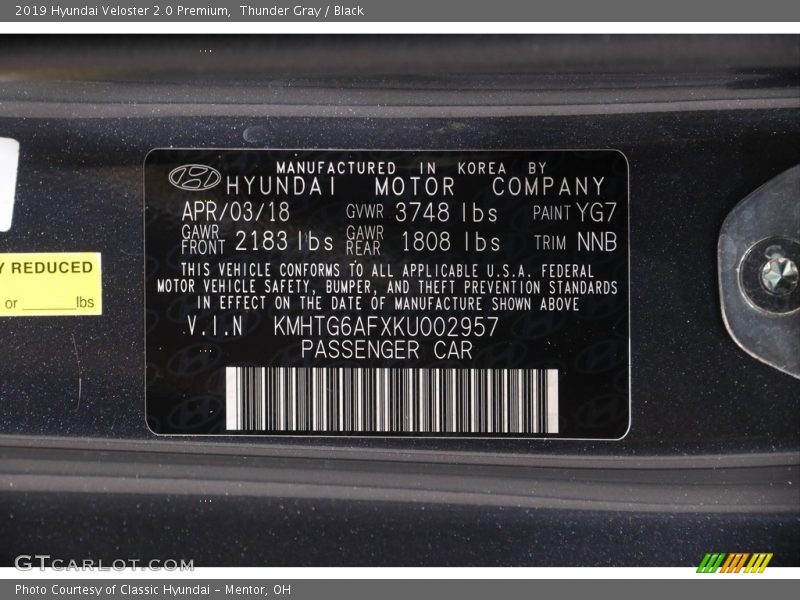 2019 Hyundai Veloster 2.0 Premium,  Thunder Gray / Black
MANUFACTURED IN KOREA BY
HYUNDAI MOTOR COMPANY
APR/03/18 GVWR 3748 lbs PAINT YG7
GAWR FRONT 2183 lbs GAWR REAR 1808 lbs TRIM NNB
THIS VEHICLE CONFORMS TO ALL APPLICABLE U.S.A. FEDERAL
MOTOR VEHICLE SAFETY, BUMPER, AND THEFT PREVENTION STANDARDS
IN EFFECT ON THE DATE OF MANUFACTURE SHOWN ABOVE
V.I.N KMHTG6AFXKU002957
PASSENGER CAR
Y REDUCED
or ____ lbs
GTCARLOT.COM
Photo Courtesy of Classic Hyundai - Mentor, OH